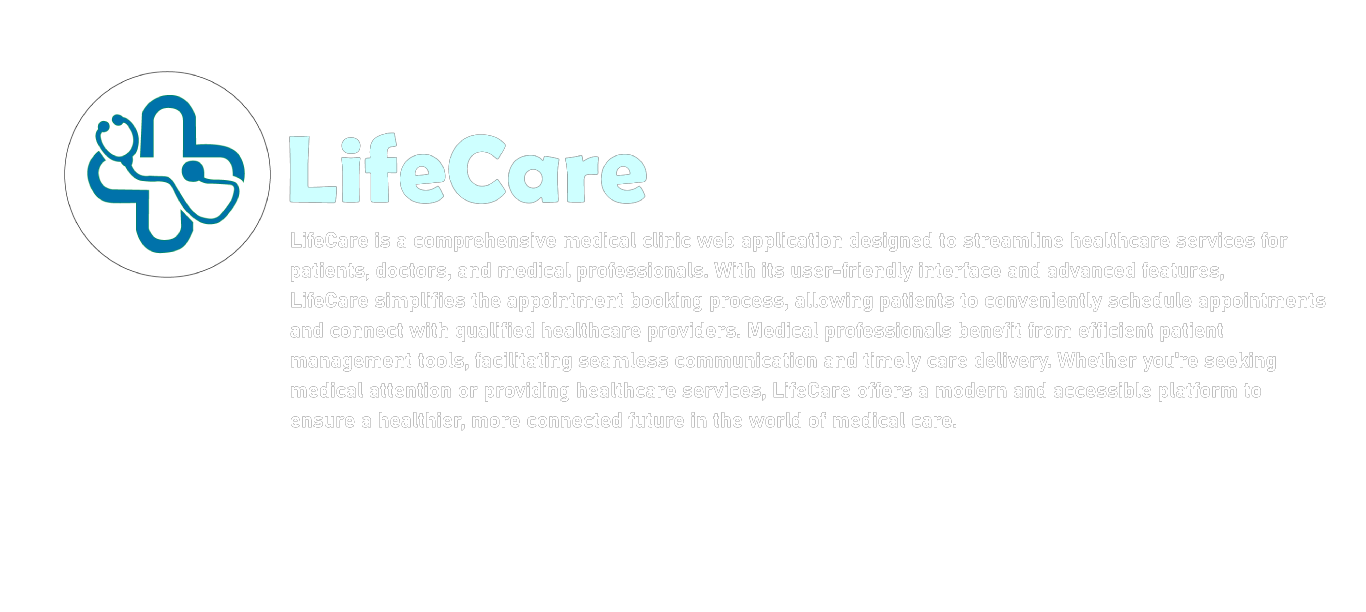 LifeCare
LifeCare is a comprehensive medical clinic web application designed to streamline healthcare services for
patients, doctors, and medical professionals. With its user-friendly interface and advanced features,
LifeCare simplifies the appointment booking process, allowing patients to conveniently schedule appointments
and connect with qualified healthcare providers. Medical professionals benefit from efficient patient
management tools, facilitating seamless communication and timely care delivery. Whether you're seeking
medical attention or providing healthcare services, LifeCare offers a modern and accessible platform to
ensure a healthier, more connected future in the world of medical care.